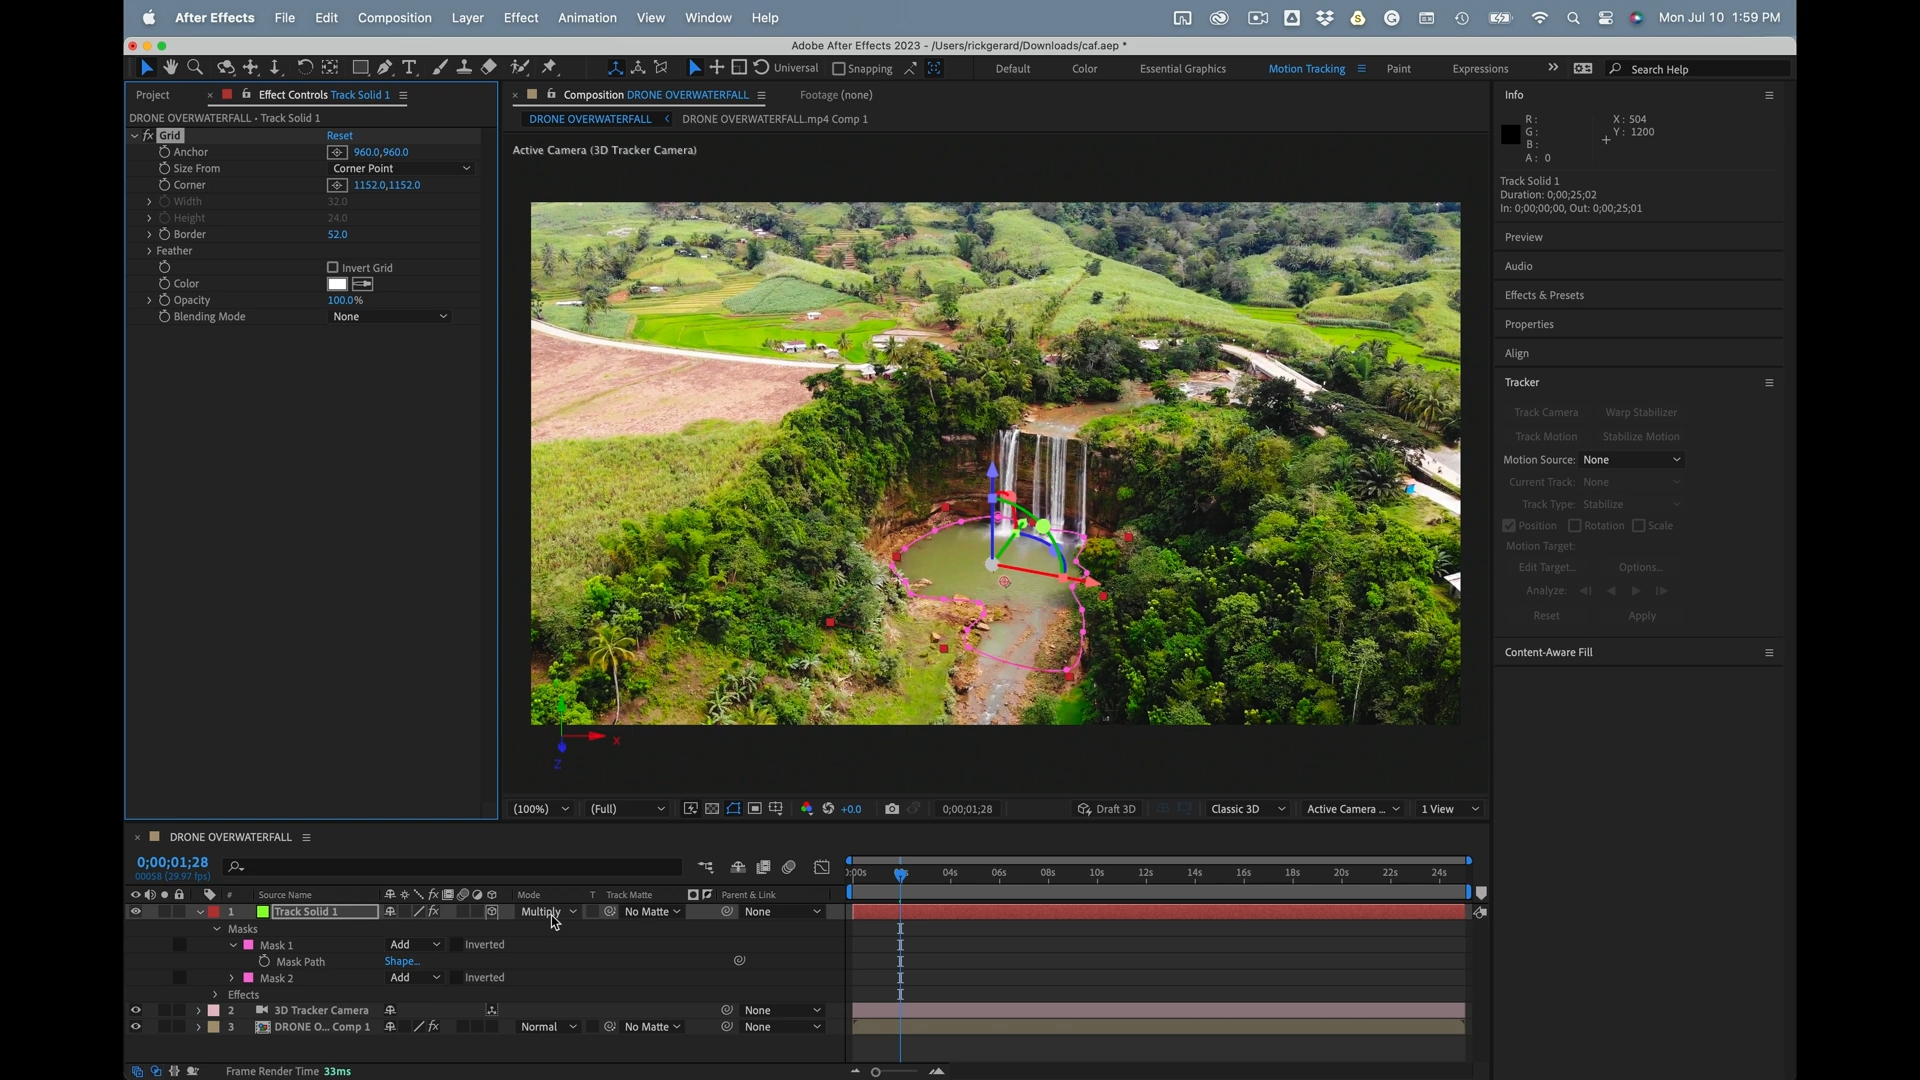 After Effects File Edit Composition Layer Effect Animation View Window Help Mon Jul 10 1:59 PM
Adobe After Effects 2023 - /Users/rickgerard/Downloads/caf.aep *
Universal Snapping Default Color Essential Graphics Motion Tracking Paint Expressions Search Help
Project Effect Controls Track Solid 1
DRONE OVERWATERFALL • Track Solid 1
fx Grid Reset
Anchor 960.0,960.0
Size From Corner Point
Corner 1152.0,1152.0
Width 32.0
Height 24.0
Border 52.0
Feather
Invert Grid
Color
Opacity 100.0%
Blending Mode None
Composition DRONE OVERWATERFALL Footage (none)
DRONE OVERWATERFALL DRONE OVERWATERFALL.mp4 Comp 1
Active Camera (3D Tracker Camera)
X
Z
(100%) (Full) +0.0 0;00;01;28 Draft 3D Classic 3D Active Camera ... 1 View
Info
R: X: 504
G: Y: 1200
B:
A: 0
Track Solid 1
Duration: 0;00;25;02
In: 0;00;00;00, Out: 0;00;25;01
Preview
Audio
Effects & Presets
Properties
Align
Tracker
Track Camera Warp Stabilizer
Track Motion Stabilize Motion
Motion Source: None
Current Track: None
Track Type: Stabilize
Position Rotation Scale
Motion Target:
Edit Target... Options...
Analyze:
Reset Apply
Content-Aware Fill
DRONE OVERWATERFALL
0;00;01;28
00058 (29.97 fps)
04s 06s 08s 10s 12s 14s 16s 18s 20s 22s 24s
# Source Name fx Mode T Track Matte Parent & Link
1 Track Solid 1 fx Multiply No Matte None
Masks
Mask 1 Add Inverted
Mask Path Shape...
Mask 2 Add Inverted
Effects
2 3D Tracker Camera None
3 DRONE O... Comp 1 fx Normal No Matte None
Frame Render Time 33ms